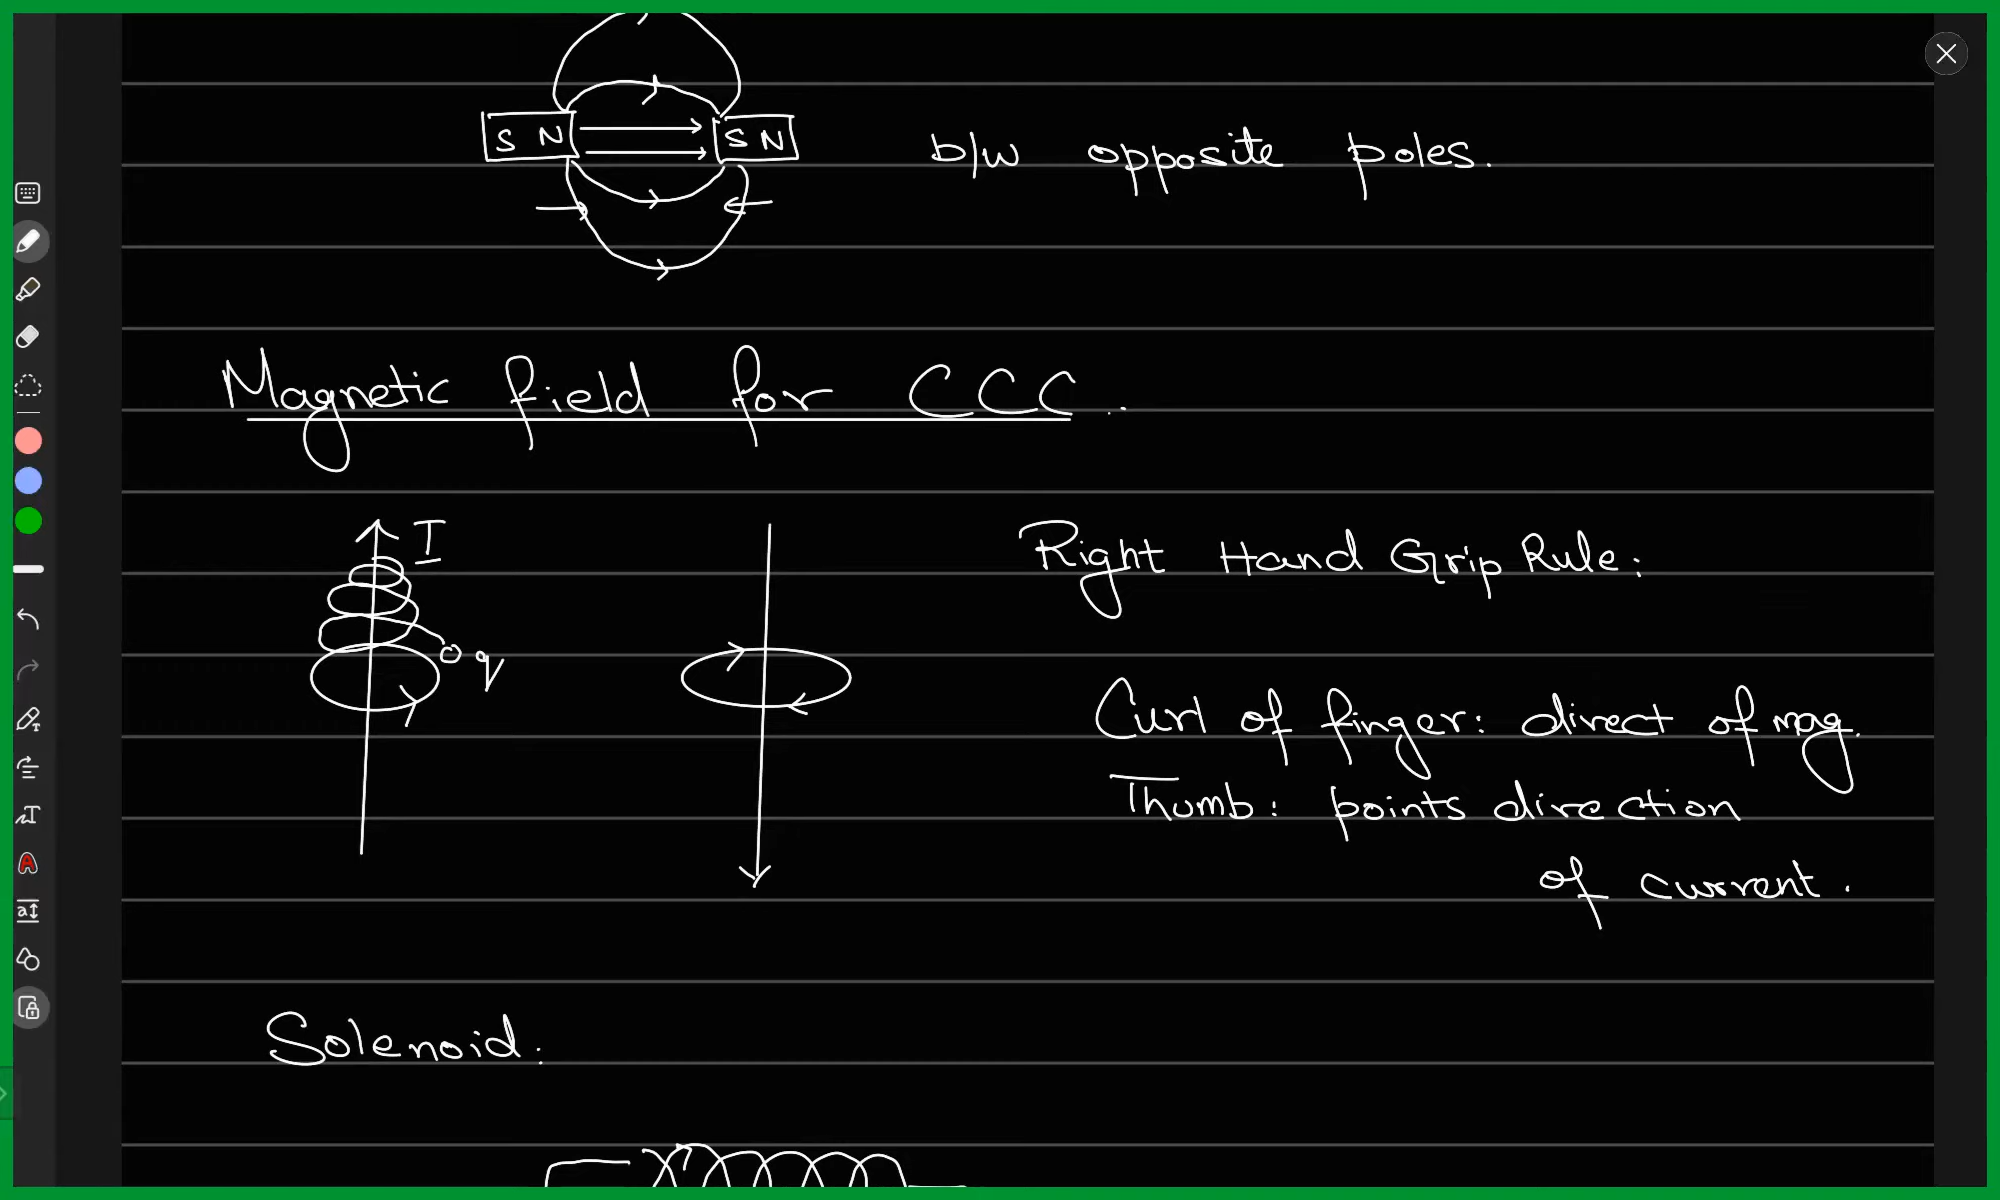 S N S N b/w opposite poles.
Magnetic field for CCC..
I
Right Hand Grip Rule:
q
Curl of finger: direct of mag.
Thumb: points direction
of current.
Solenoid.